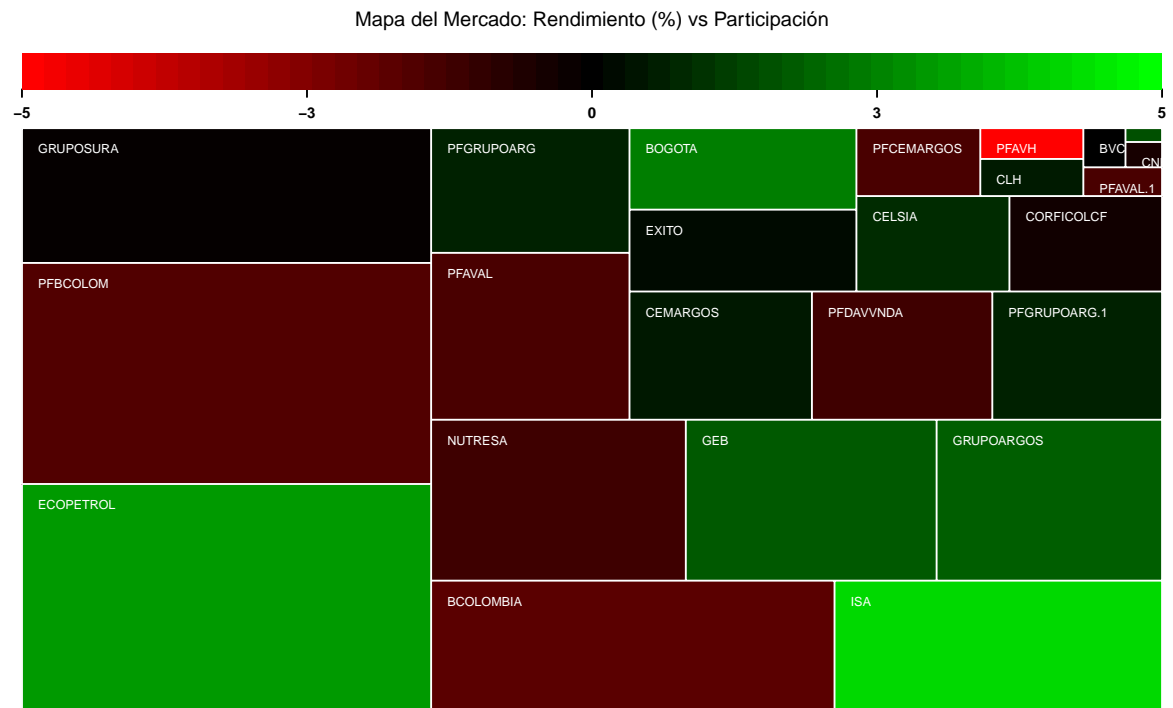 Mapa del Mercado: Rendimiento (%) vs Participación
−5 −3 0 3 5
GRUPOSURA PFGRUPOARG BOGOTA PFCEMARGOS PFAVH BVC
CLH PFAVAL.1
EXITO CELSIA CORFICOLCF
PFBCOLOM PFAVAL
CEMARGOS PFDAVVNDA PFGRUPOARG.1
NUTRESA GEB GRUPOARGOS
ECOPETROL
BCOLOMBIA ISA